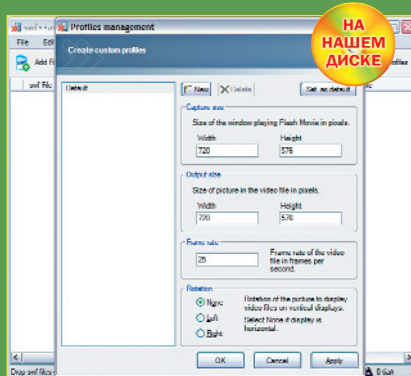 Profiles management
НА
НАШЕМ
ДИСКЕ
File
Create custom profiles
Add
swf File
Default
New
Delete
Set as default
Capture size
Size of the window playing Flash Movie in pixels.
Width Height
720 576
Output size
Size of picture in the video file in pixels.
Width Height
720 576
Frame rate
25
Frame rate of the video
file in frames per
second.
Rotation
None
Left
Right
Rotation of the picture to display
video files on vertical displays.
Select None if display is
horizontal.
OK Cancel Apply
Drop swf files